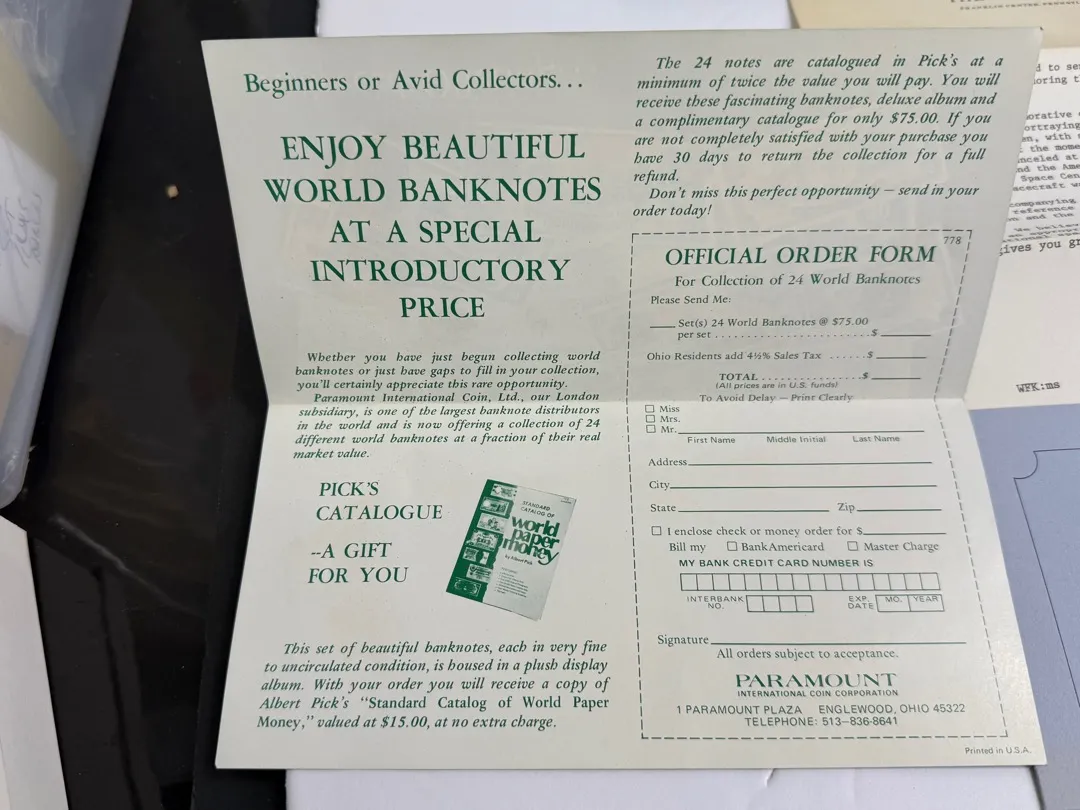 Beginners or Avid Collectors...
ENJOY BEAUTIFUL
WORLD BANKNOTES
AT A SPECIAL
INTRODUCTORY
PRICE
Whether you have just begun collecting world
banknotes or just have gaps to fill in your collection,
you'll certainly appreciate this rare opportunity.
Paramount International Coin, Ltd., our London
subsidiary, is one of the largest banknote distributors
in the world and is now offering a collection of 24
different world banknotes at a fraction of their real
market value.
PICK'S
CATALOGUE
--A GIFT
FOR YOU
STANDARD
CATALOG OF
world
paper
money
by Albert Pick
This set of beautiful banknotes, each in very fine
to uncirculated condition, is housed in a plush display
album. With your order you will receive a copy of
Albert Pick's "Standard Catalog of World Paper
Money," valued at $15.00, at no extra charge.
The 24 notes are catalogued in Pick's at a
minimum of twice the value you will pay. You will
receive these fascinating banknotes, deluxe album and
a complimentary catalogue for only $75.00. If you
are not completely satisfied with your purchase you
have 30 days to return the collection for a full
refund.
Don't miss this perfect opportunity — send in your
order today!
778
OFFICIAL ORDER FORM
For Collection of 24 World Banknotes
Please Send Me:
____Set(s) 24 World Banknotes @ $75.00
per set ....................$
Ohio Residents add 4½% Sales Tax ......$
TOTAL ..............$
(All prices are in U.S. funds)
To Avoid Delay — Print Clearly
Miss
Mrs.
Mr.
First Name Middle Initial Last Name
Address
City
State Zip
I enclose check or money order for $
Bill my BankAmericard Master Charge
MY BANK CREDIT CARD NUMBER IS
INTERBANK NO. EXP. DATE MO. YEAR
Signature
All orders subject to acceptance.
PARAMOUNT
INTERNATIONAL COIN CORPORATION
1 PARAMOUNT PLAZA ENGLEWOOD, OHIO 45322
TELEPHONE: 513-836-8641
Printed in U.S.A.
gives you
WFK:ms